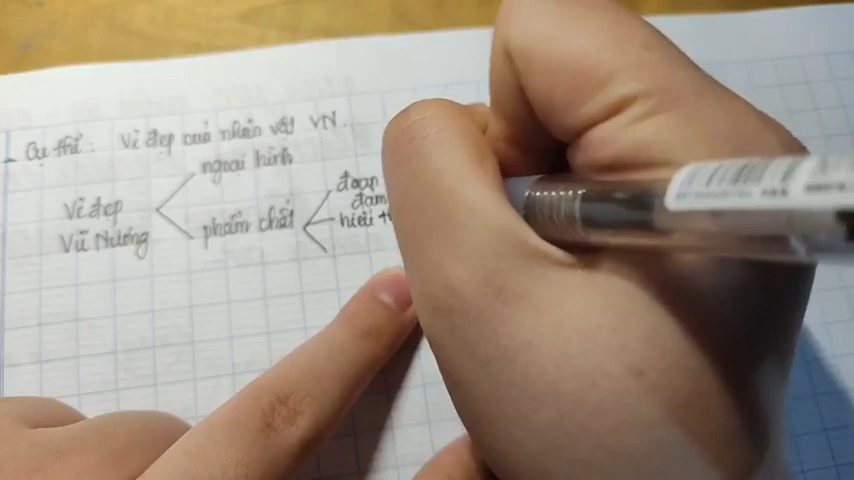 - Cụ thể: Vẻ đẹp của nhân vật VN.
ngoại hình
Vẻ đẹp
Vũ Nương
phẩm chất
đoan
đảm
hiếu t